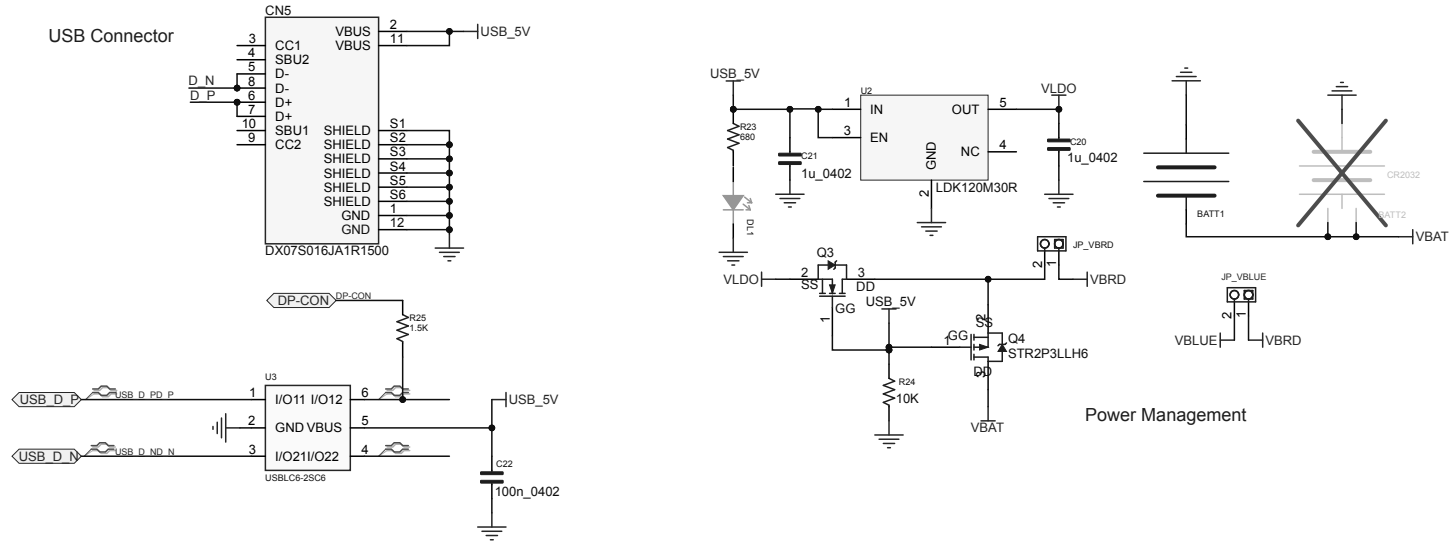 USB Connector
CN5
VBUS 2
VBUS 11
USB_5V
3 CC1
4 SBU2
5 D-
D_N 8 D-
D_P 6 D+
7 D+
10 SBU1
9 CC2
SHIELD S1
SHIELD S2
SHIELD S3
SHIELD S4
SHIELD S5
SHIELD S6
GND 1
GND 12
DX07S016JA1R1500
DP-CON DP-CON
R25
1.5K
U3
USB_D_P USB_D_PD_P 1 I/O11 I/O12 6
2 GND VBUS 5
USB_5V
USB_D_N USB_D_ND_N 3 I/O21 I/O22 4
USBLC6-2SC6
C22
100n_0402
USB_5V
R23
680
DL1
C21
1u_0402
U2
1 IN OUT 5
3 EN
NC 4
GND
2
LDK120M30R
VLDO
C20
1u_0402
Q3
VLDO 2 3
SS DD
GG
1
USB_5V
R24
10K
GG
1
2
SS
Q4
STR2P3LLH6
DD
3
VBAT
JP_VBRD
2 1
VBRD
BATT1
CR2032
BATT2
VBAT
JP_VBLUE
2 1
VBLUE VBRD
Power Management